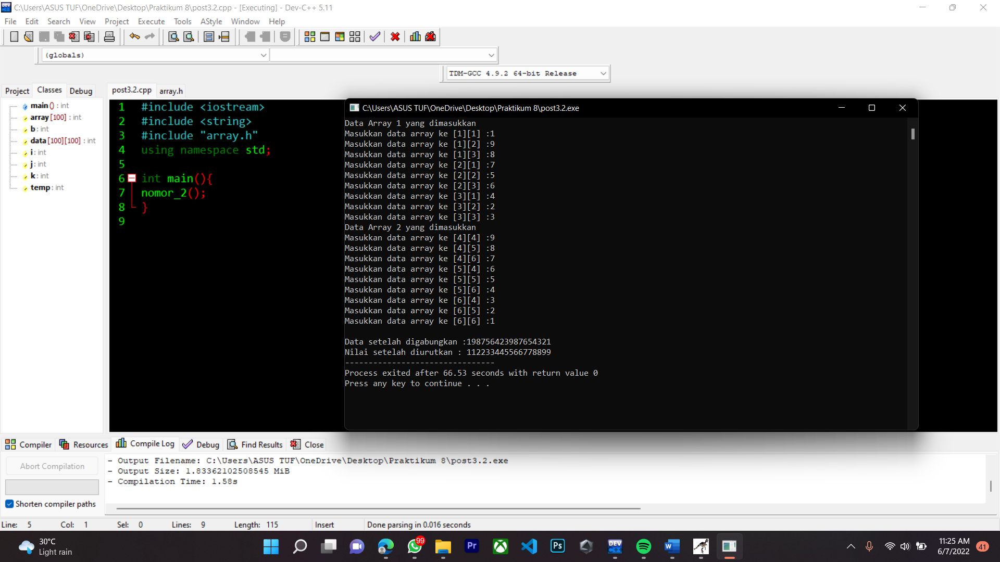 C:\Users\ASUS TUF\OneDrive\Desktop\Praktikum 8\post3.2.cpp - [Executing] - Dev-C++ 5.11
File Edit Search View Project Execute Tools AStyle Window Help
(globals)
TDM-GCC 4.9.2 64-bit Release
Project Classes Debug
post3.2.cpp array.h
main () : int
array [100] : int
b : int
data [100][100] : int
i : int
j : int
k : int
temp : int
1 #include <iostream>
2 #include <string>
3 #include "array.h"
4 using namespace std;
5
6 int main(){
7 nomor_2();
8 }
9
C:\Users\ASUS TUF\OneDrive\Desktop\Praktikum 8\post3.2.exe
Data Array 1 yang dimasukkan
Masukkan data array ke [1][1] :1
Masukkan data array ke [1][2] :9
Masukkan data array ke [1][3] :8
Masukkan data array ke [2][1] :7
Masukkan data array ke [2][2] :5
Masukkan data array ke [2][3] :6
Masukkan data array ke [3][1] :4
Masukkan data array ke [3][2] :2
Masukkan data array ke [3][3] :3
Data Array 2 yang dimasukkan
Masukkan data array ke [4][4] :9
Masukkan data array ke [4][5] :8
Masukkan data array ke [4][6] :7
Masukkan data array ke [5][4] :6
Masukkan data array ke [5][5] :5
Masukkan data array ke [5][6] :4
Masukkan data array ke [6][4] :3
Masukkan data array ke [6][5] :2
Masukkan data array ke [6][6] :1
Data setelah digabungkan :198756423987654321
Nilai setelah diurutkan : 112233445566778899
--------------------------------
Process exited after 66.53 seconds with return value 0
Press any key to continue . . .
Compiler Resources Compile Log Debug Find Results Close
Abort Compilation
Shorten compiler paths
- Output Filename: C:\Users\ASUS TUF\OneDrive\Desktop\Praktikum 8\post3.2.exe
- Output Size: 1.83362102508545 MiB
- Compilation Time: 1.58s
Line: 5 Col: 1 Sel: 0 Lines: 9 Length: 115 Insert Done parsing in 0.016 seconds
30°C
Light rain
99
Pr
Ps
DEV
C++
W
11:25 AM
6/7/2022
41